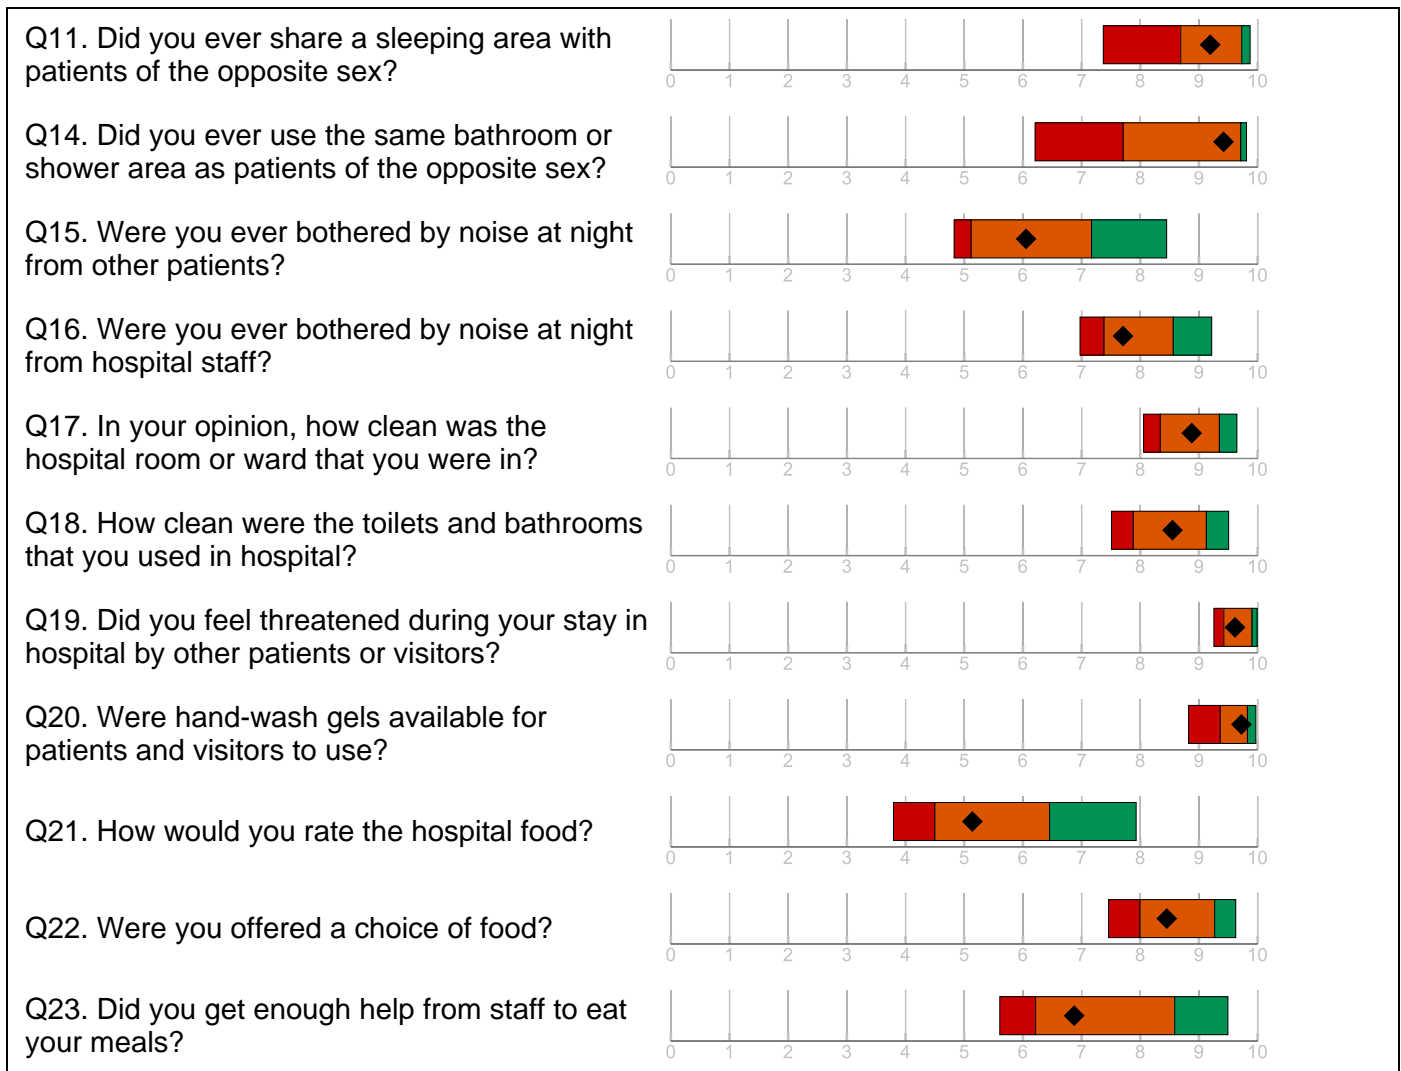 Q11. Did you ever share a sleeping area with
patients of the opposite sex?
0 1 2 3 4 5 6 7 8 9 10
Q14. Did you ever use the same bathroom or
shower area as patients of the opposite sex?
0 1 2 3 4 5 6 7 8 9 10
Q15. Were you ever bothered by noise at night
from other patients?
0 1 2 3 4 5 6 7 8 9 10
Q16. Were you ever bothered by noise at night
from hospital staff?
0 1 2 3 4 5 6 7 8 9 10
Q17. In your opinion, how clean was the
hospital room or ward that you were in?
0 1 2 3 4 5 6 7 8 9 10
Q18. How clean were the toilets and bathrooms
that you used in hospital?
0 1 2 3 4 5 6 7 8 9 10
Q19. Did you feel threatened during your stay in
hospital by other patients or visitors?
0 1 2 3 4 5 6 7 8 9 10
Q20. Were hand-wash gels available for
patients and visitors to use?
0 1 2 3 4 5 6 7 8 9 10
Q21. How would you rate the hospital food?
0 1 2 3 4 5 6 7 8 9 10
Q22. Were you offered a choice of food?
0 1 2 3 4 5 6 7 8 9 10
Q23. Did you get enough help from staff to eat
your meals?
0 1 2 3 4 5 6 7 8 9 10